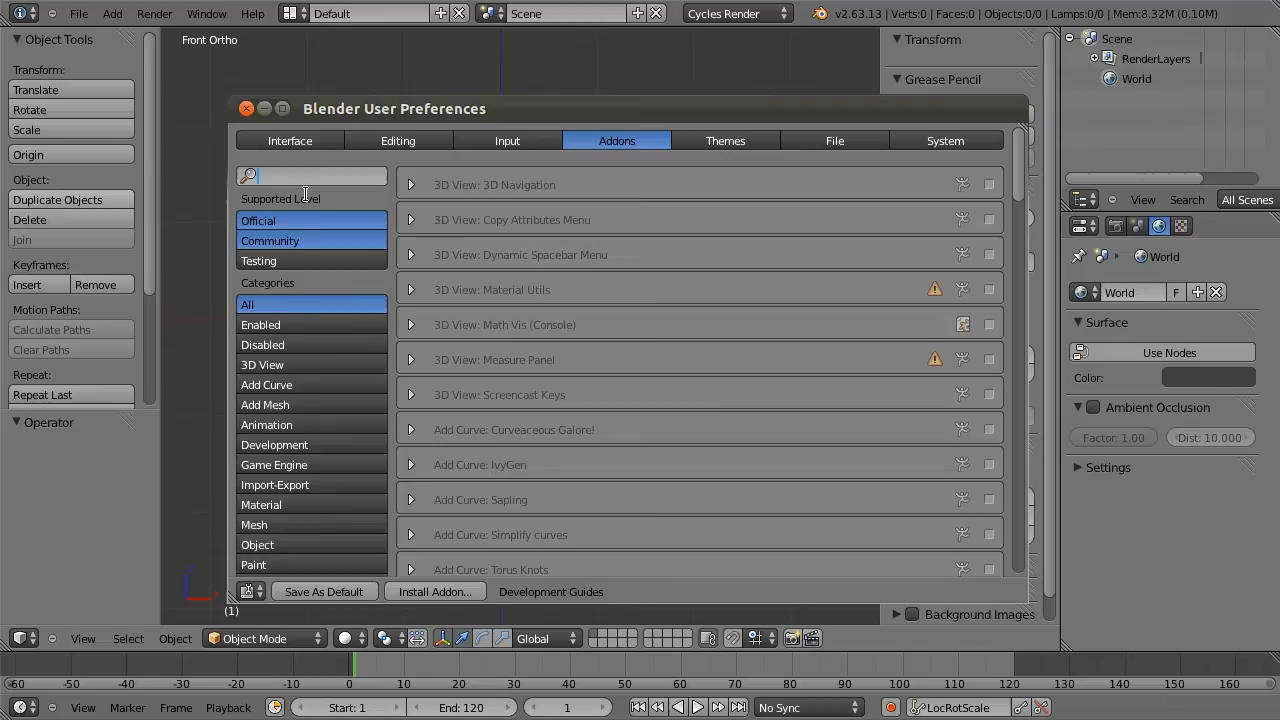 File Add Render Window Help Default Scene Cycles Render v2.63.13 | Verts:0 | Faces:0 | Objects:0/0 | Lamps:0/0 | Mem:8.32M (0.10M)
Object Tools
Transform:
Translate
Rotate
Scale
Origin
Object:
Duplicate Objects
Delete
Join
Keyframes:
Insert Remove
Motion Paths:
Calculate Paths
Clear Paths
Repeat:
Repeat Last
Operator
Front Ortho
Transform
Grease Pencil
Blender User Preferences
Interface Editing Input Addons Themes File System
Supported Level
Official
Community
Testing
Categories
All
Enabled
Disabled
3D View
Add Curve
Add Mesh
Animation
Development
Game Engine
Import-Export
Material
Mesh
Object
Paint
3D View: 3D Navigation
3D View: Copy Attributes Menu
3D View: Dynamic Spacebar Menu
3D View: Material Utils
3D View: Math Vis (Console)
3D View: Measure Panel
3D View: Screencast Keys
Add Curve: Curveaceous Galore!
Add Curve: IvyGen
Add Curve: Sapling
Add Curve: Simplify curves
Add Curve: Torus Knots
Save As Default Install Addon... Development Guides
(1)
Background Images
Scene
RenderLayers
World
View Search All Scenes
World
World F
Surface
Use Nodes
Color:
Ambient Occlusion
Factor: 1.00 Dist: 10.000
Settings
View Select Object Object Mode Global
-60 -50 -40 -30 -20 -10 0 10 20 30 40 50 60 70 80 90 100 110 120 130 140 150 160
View Marker Frame Playback Start: 1 End: 120 1 No Sync LocRotScale